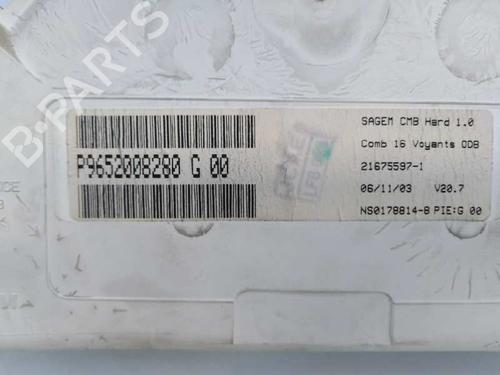 B-PARTS
P9652008280 G 00
SAGEM CMB Hard 1.0
Comb 16 Voyants ODB
21675597-1
06/11/03 V20.7
NS0178814-8 PIE:G 00
LFB